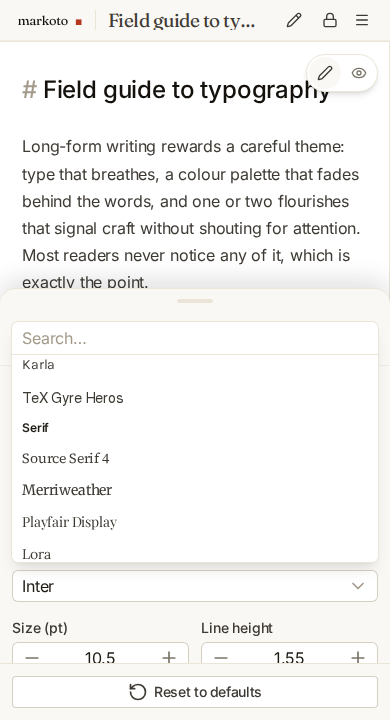 markoto
Field guide to ty...
# Field guide to typography
Long-form writing rewards a careful theme:
type that breathes, a colour palette that fades
behind the words, and one or two flourishes
that signal craft without shouting for attention.
Most readers never notice any of it, which is
exactly the point.
Search...
Karla
TeX Gyre Heros
Serif
Source Serif 4
Merriweather
Playfair Display
Lora
Inter
Size (pt)
Line height
10.5
1.55
Reset to defaults